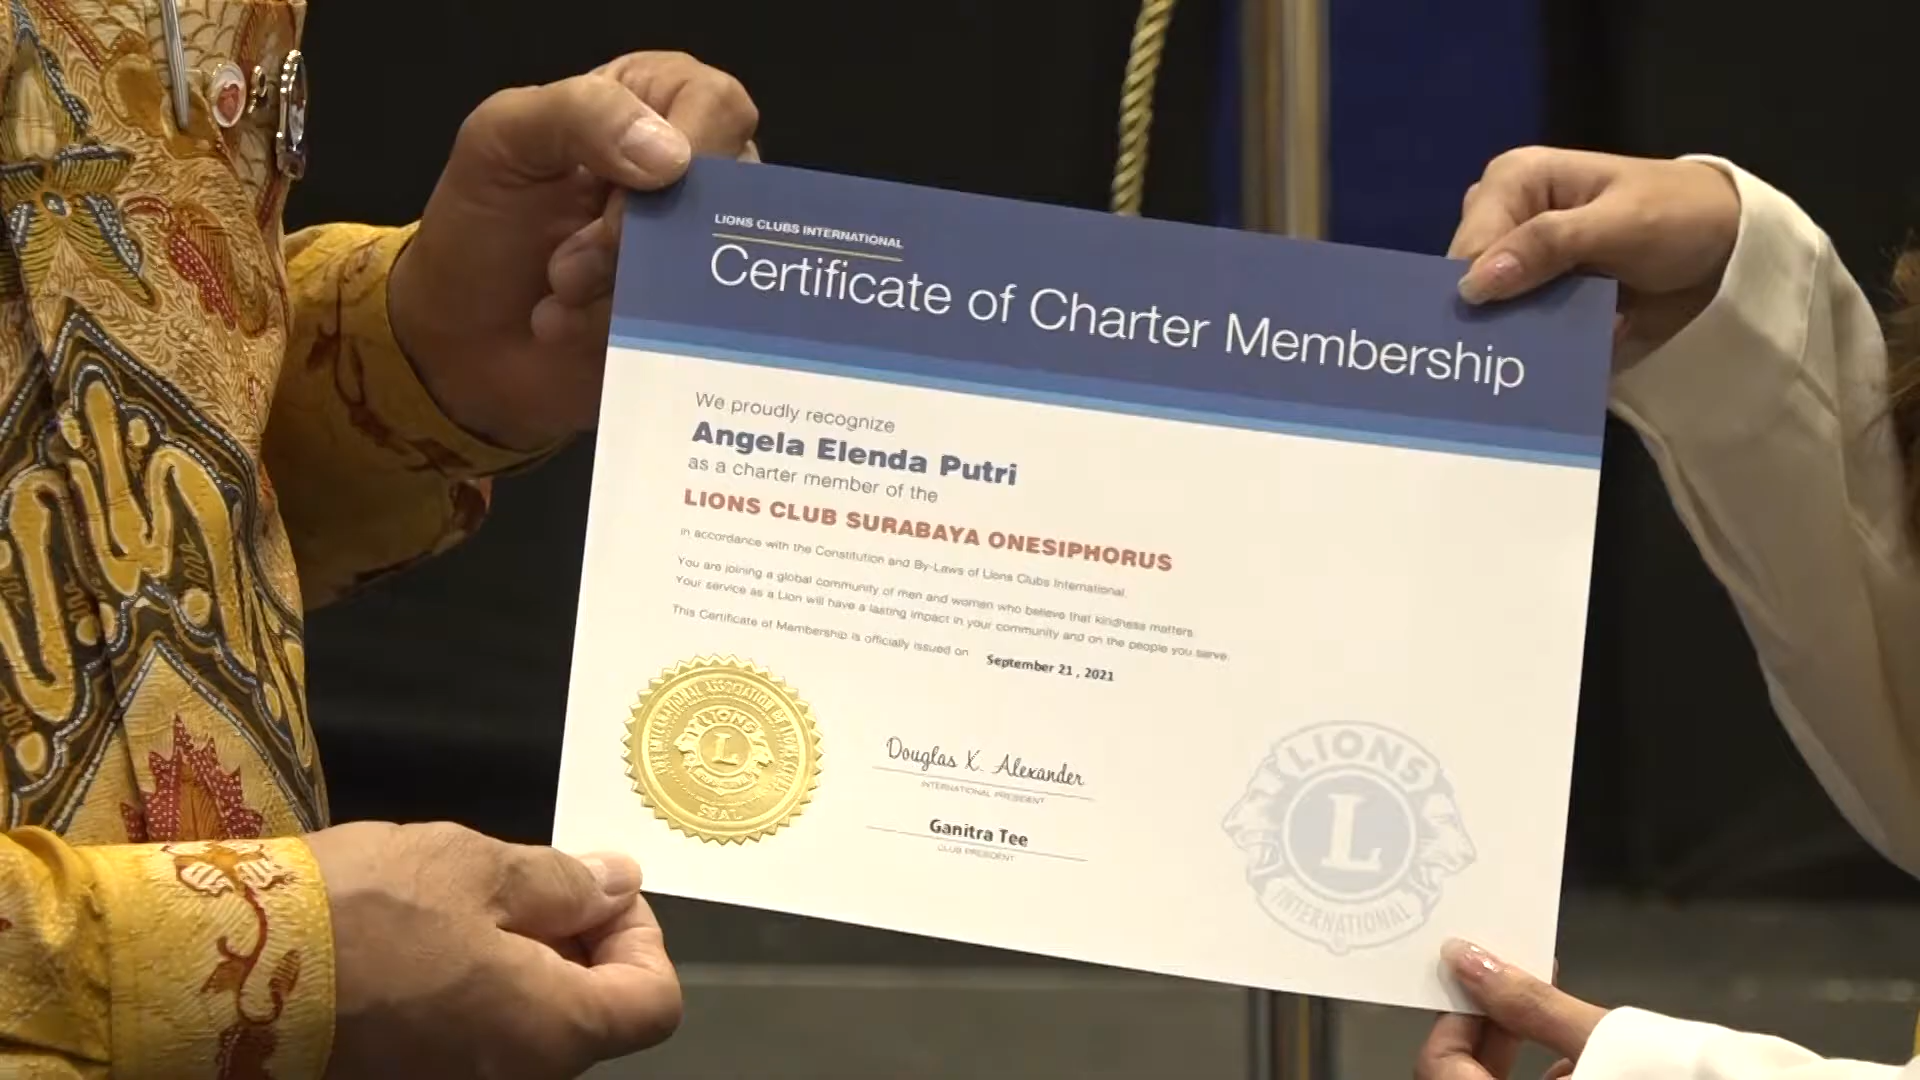 LIONS CLUBS INTERNATIONAL
Certificate of Charter Membership
We proudly recognize
Angela Elenda Putri
as a charter member of the
LIONS CLUB SURABAYA ONESIPHORUS
in accordance with the Constitution and By-Laws of Lions Clubs International.
You are joining a global community of men and women who believe that kindness matters.
Your service as a Lion will have a lasting impact in your community and on the people you serve.
This Certificate of Membership is officially issued on September 21, 2021
Douglas X. Alexander
INTERNATIONAL PRESIDENT
Ganitra Tee
CLUB PRESIDENT
LIONS
L
SEAL
LIONS
L
INTERNATIONAL